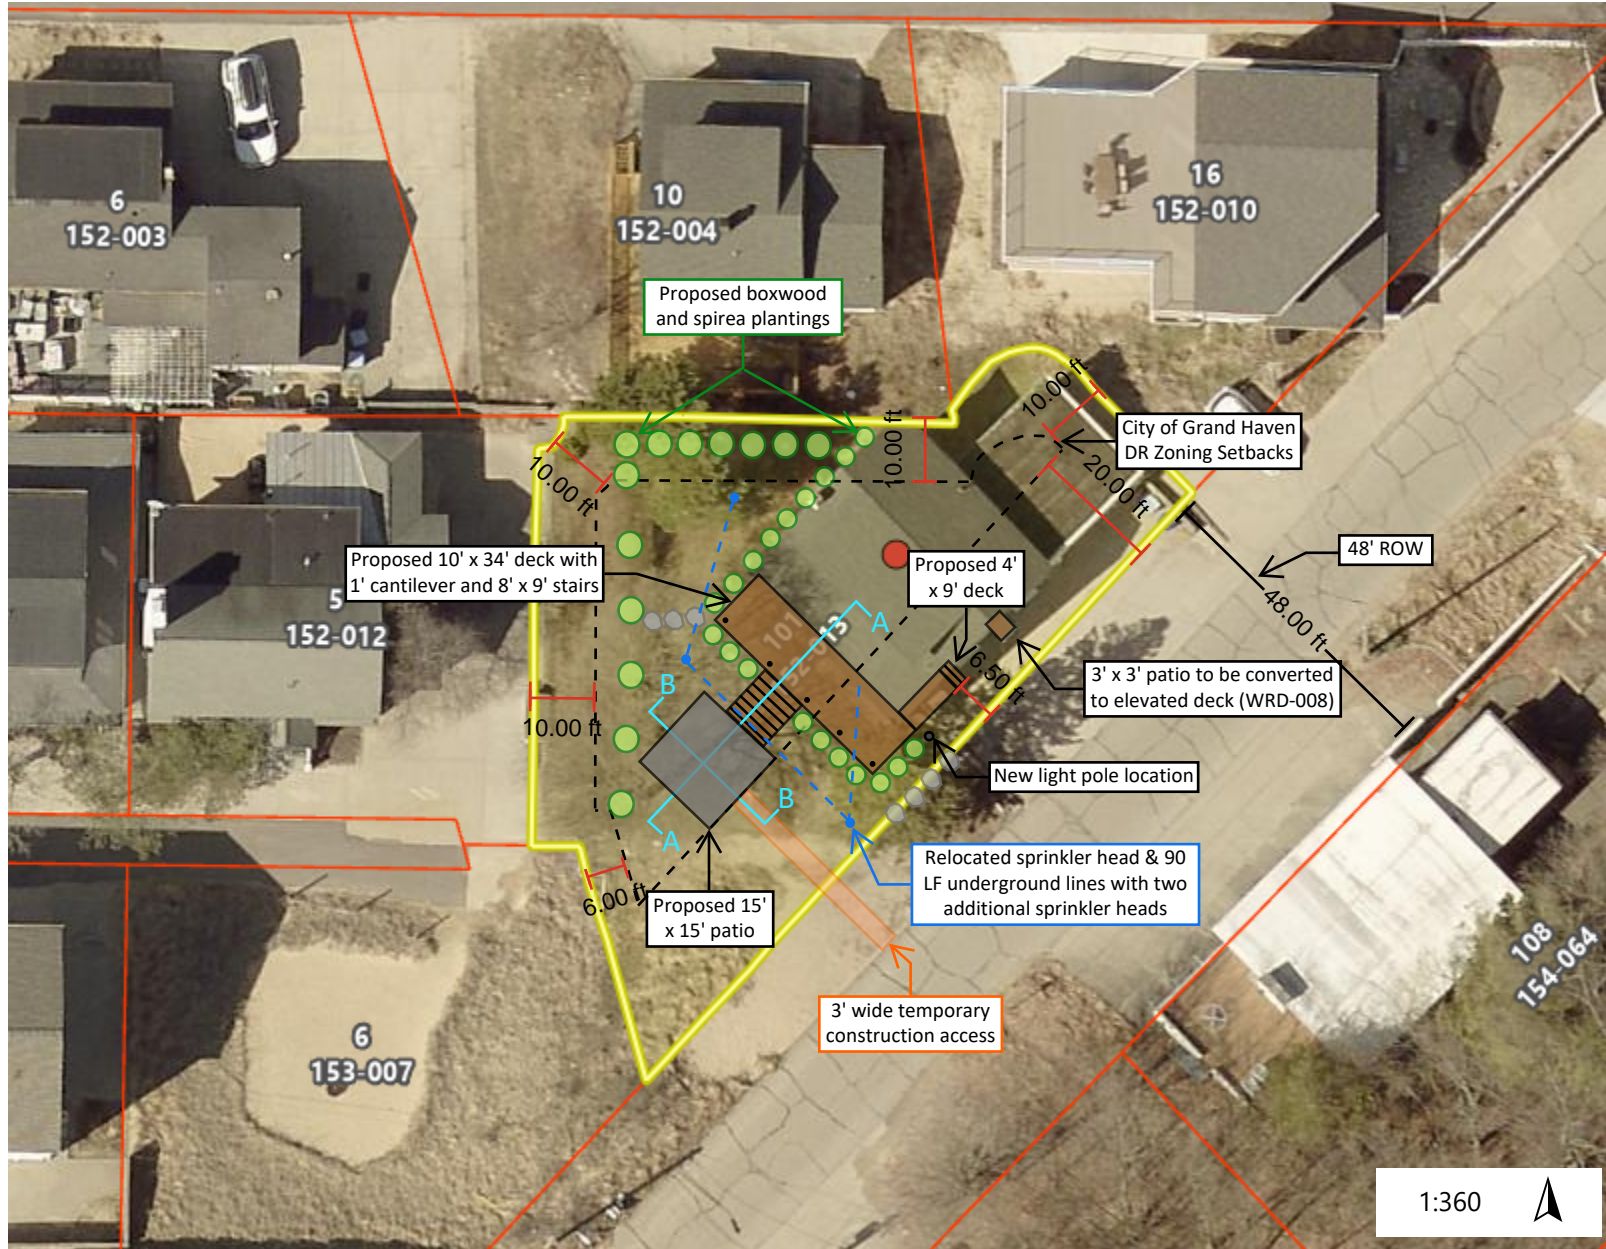 6
152-003
10
152-004
16
152-010
Proposed boxwood
and spirea plantings
10.00 ft
10.00 ft
City of Grand Haven
DR Zoning Setbacks
10.00 ft
20.00 ft
Proposed 10' x 34' deck with
1' cantilever and 8' x 9' stairs
Proposed 4'
x 9' deck
48' ROW
48.00 ft
5
152-012
101
13
A
B
6.50 ft
3' x 3' patio to be converted
to elevated deck (WRD-008)
10.00 ft
New light pole location
B
A
6.00 ft
Proposed 15'
x 15' patio
Relocated sprinkler head & 90
LF underground lines with two
additional sprinkler heads
108
154-064
3' wide temporary
construction access
6
153-007
1:360